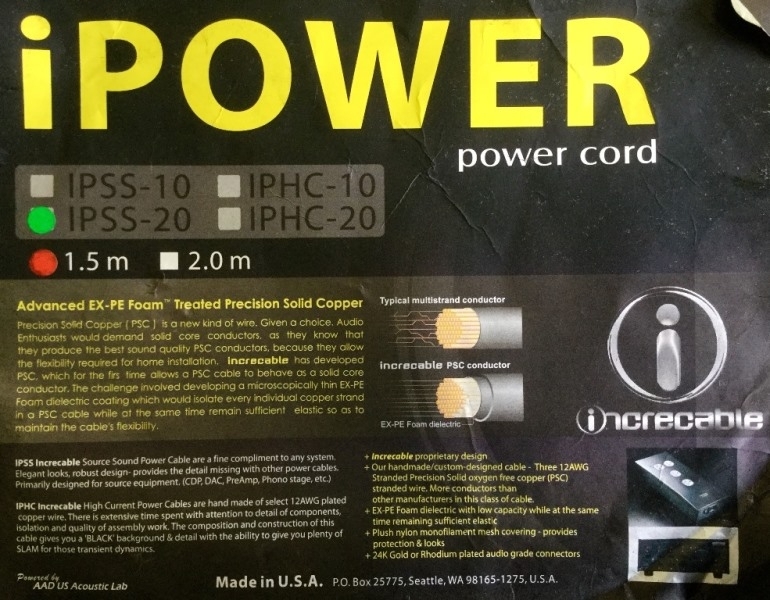 iPOWER
power cord
IPSS-10 IPHC-10
IPSS-20 IPHC-20
1.5 m 2.0 m
Advanced EX-PE Foam™ Treated Precision Solid Copper
Precision Solid Copper ( PSC ) is a new kind of wire. Given a choice. Audio
Enthusiasts would demand solid core conductors, as they know that
they produce the best sound quality PSC conductors, because they allow
the flexibility required for home installation. increcable has developed
PSC, which for the firs time allows a PSC cable to behave as a solid core
conductor. The challenge involved developing a microscopically thin EX-PE
Foam dielectric coating which would isolate every individual copper strand
in a PSC cable while at the same time remain sufficient elastic so as to
maintain the cable's flexibility.
Typical multistrand conductor
increcable PSC conductor
EX-PE Foam dielectric
increcable
IPSS Increcable Source Sound Power Cable are a fine compliment to any system.
Elegant looks, robust design- provides the detail missing with other power cables.
Primarily designed for source equipment. (CDP, DAC, PreAmp, Phono stage, etc.)
IPHC Increcable High Current Power Cables are hand made of select 12AWG plated
copper wire. There is extensive time spent with attention to detail of components,
isolation and quality of assembly work. The composition and construction of this
cable gives you a 'BLACK' background & detail with the ability to give you plenty of
SLAM for those transient dynamics.
+ Increcable proprietary design
+ Our handmade/custom-designed cable - Three 12AWG
Stranded Precision Solid oxygen free copper (PSC)
stranded wire. More conductors than
other manufacturers in this class of cable.
+ EX-PE Foam dielectric with low capacity while at the same
time remaining sufficient elastic
+ Plush nylon monofilament mesh covering - provides
protection & looks
+ 24K Gold or Rhodium plated audio grade connectors
Powered by
AAD US Acoustic Lab
Made in U.S.A. P.O. Box 25775, Seattle, WA 98165-1275, U.S.A.